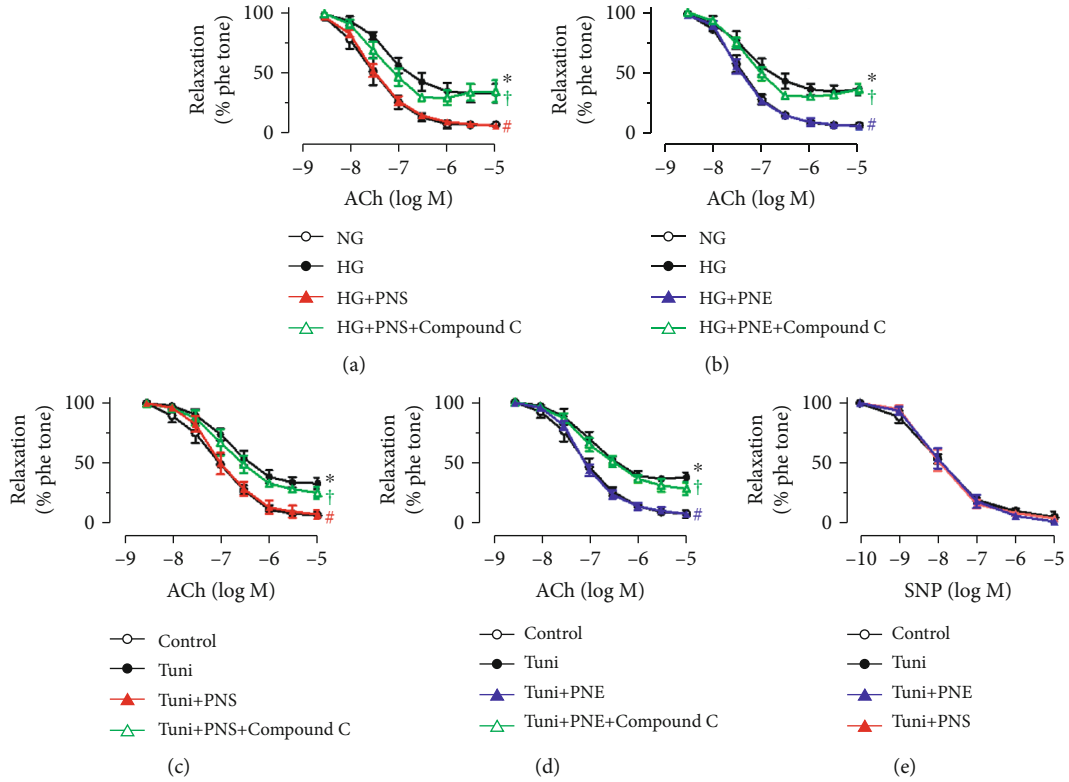 Relaxation
(% phe tone)
100
50
0
*
†
#
–9 –8 –7 –6 –5
ACh (log M)
NG
HG
HG+PNS
HG+PNS+Compound C
(a)
Relaxation
(% phe tone)
100
50
0
*
†
#
–9 –8 –7 –6 –5
ACh (log M)
NG
HG
HG+PNE
HG+PNE+Compound C
(b)
Relaxation
(% phe tone)
100
50
0
*
†
#
–9 –8 –7 –6 –5
ACh (log M)
Control
Tuni
Tuni+PNS
Tuni+PNS+Compound C
(c)
Relaxation
(% phe tone)
100
50
0
*
†
#
–9 –8 –7 –6 –5
ACh (log M)
Control
Tuni
Tuni+PNE
Tuni+PNE+Compound C
(d)
Relaxation
(% phe tone)
100
50
0
–10 –9 –8 –7 –6 –5
SNP (log M)
Control
Tuni
Tuni+PNE
Tuni+PNS
(e)